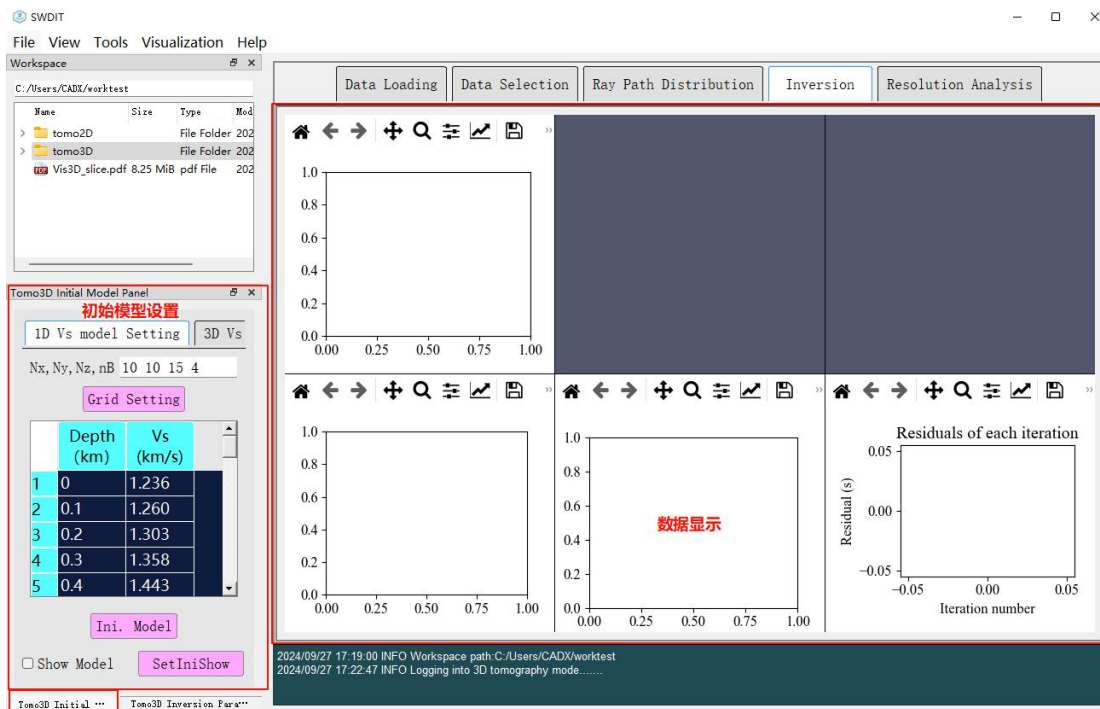 SWDIT
File View Tools Visualization Help
Workspace
C:/Users/CADX/worktest
Name Size Type Mod
tomo2D File Folder 202
tomo3D File Folder 202
Vis3D_slice.pdf 8.25 MiB pdf File 202
Tomo3D Initial Model Panel
初始模型设置
1D Vs model Setting 3D Vs
Nx,Ny,Nz,nB 10 10 15 4
Grid Setting
Depth (km) Vs (km/s)
1 0 1.236
2 0.1 1.260
3 0.2 1.303
4 0.3 1.358
5 0.4 1.443
Ini. Model
Show Model SetIniShow
Tomo3D Initial ··· Tomo3D Inversion Para···
Data Loading Data Selection Ray Path Distribution Inversion Resolution Analysis
1.0
0.8
0.6
0.4
0.2
0.0
0.00 0.25 0.50 0.75 1.00
1.0
0.8
0.6
0.4
0.2
0.0
0.00 0.25 0.50 0.75 1.00
1.0
0.8
0.6
数据显示
0.4
0.2
0.0
0.00 0.25 0.50 0.75 1.00
Residuals of each iteration
0.05
0.00
−0.05
Residual (s)
−0.05 0.00 0.05
Iteration number
2024/09/27 17:19:00 INFO Workspace path:C:/Users/CADX/worktest
2024/09/27 17:22:47 INFO Logging into 3D tomography mode.......